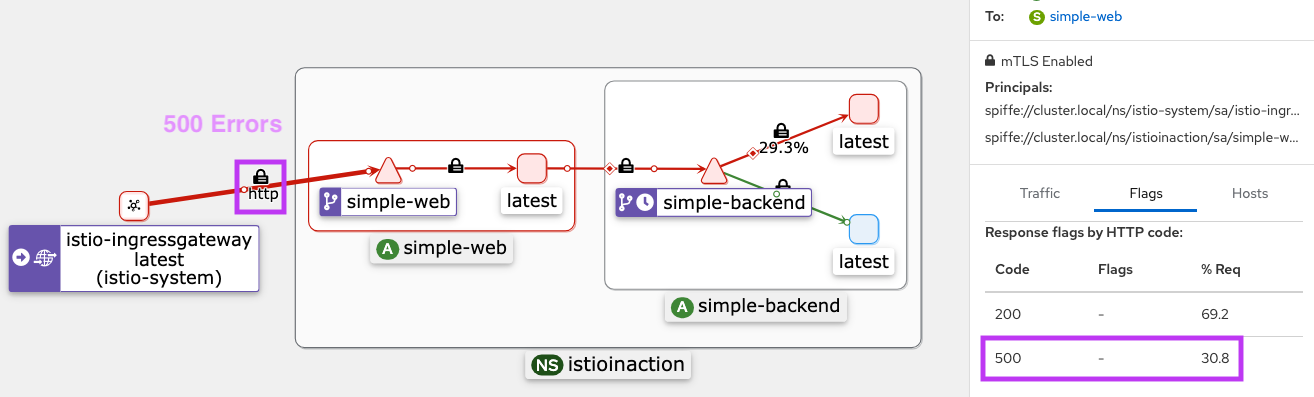 500 Errors
http
istio-ingressgateway
latest
(istio-system)
simple-web
latest
A simple-web
29.3%
latest
simple-backend
latest
A simple-backend
NS istioinaction
To: S simple-web
mTLS Enabled
Principals:
spiffe://cluster.local/ns/istio-system/sa/istio-ingr...
spiffe://cluster.local/ns/istioinaction/sa/simple-w...
Traffic Flags Hosts
Response flags by HTTP code:
Code Flags % Req
200 - 69.2
500 - 30.8